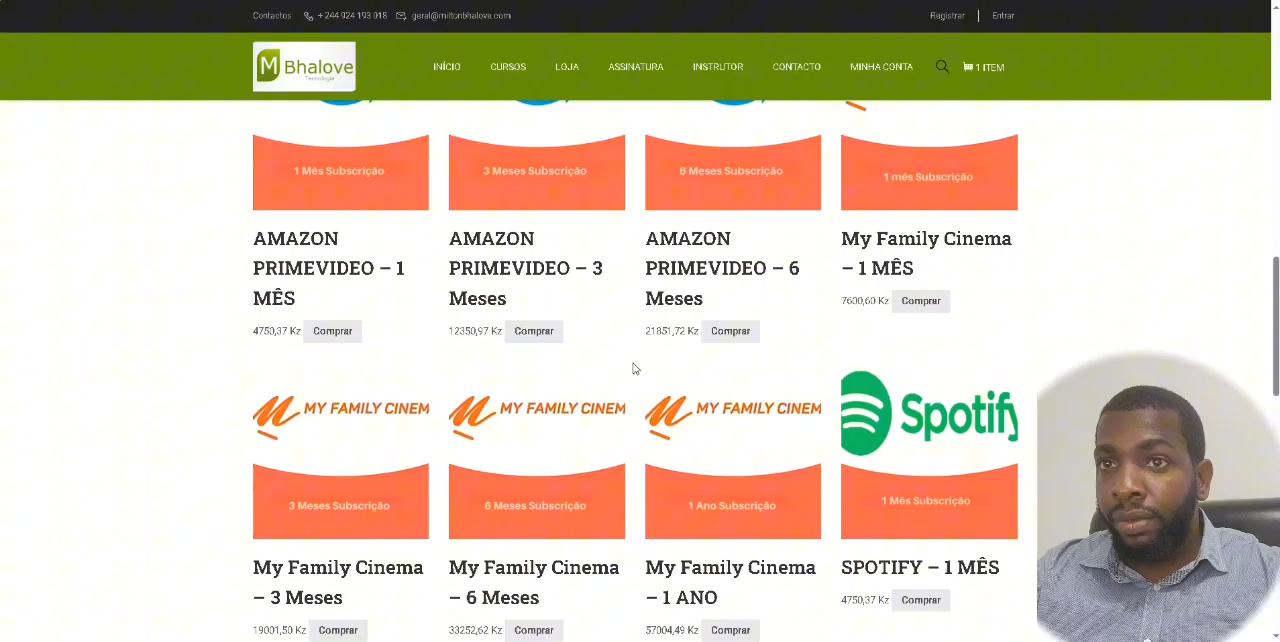 Contactos: + 244 924 193 018 geral@miltonbhalove.com Registrar Entrar
M Bhalove
Tecnologia
INÍCIO CURSOS LOJA ASSINATURA INSTRUTOR CONTACTO MINHA CONTA 1 ITEM
1 Mês Subscrição
3 Meses Subscrição
6 Meses Subscrição
1 mês Subscrição
AMAZON
PRIMEVIDEO – 1
MÊS
4750,37 Kz Comprar
AMAZON
PRIMEVIDEO – 3
Meses
12350,97 Kz Comprar
AMAZON
PRIMEVIDEO – 6
Meses
21851,72 Kz Comprar
My Family Cinema
– 1 MÊS
7600,60 Kz Comprar
MY FAMILY CINEM
3 Meses Subscrição
My Family Cinema
– 3 Meses
19001,50 Kz Comprar
MY FAMILY CINEM
6 Meses Subscrição
My Family Cinema
– 6 Meses
33252,62 Kz Comprar
MY FAMILY CINEM
1 Ano Subscrição
My Family Cinema
– 1 ANO
57004,49 Kz Comprar
Spotify
1 Mês Subscrição
SPOTIFY – 1 MÊS
4750,37 Kz Comprar